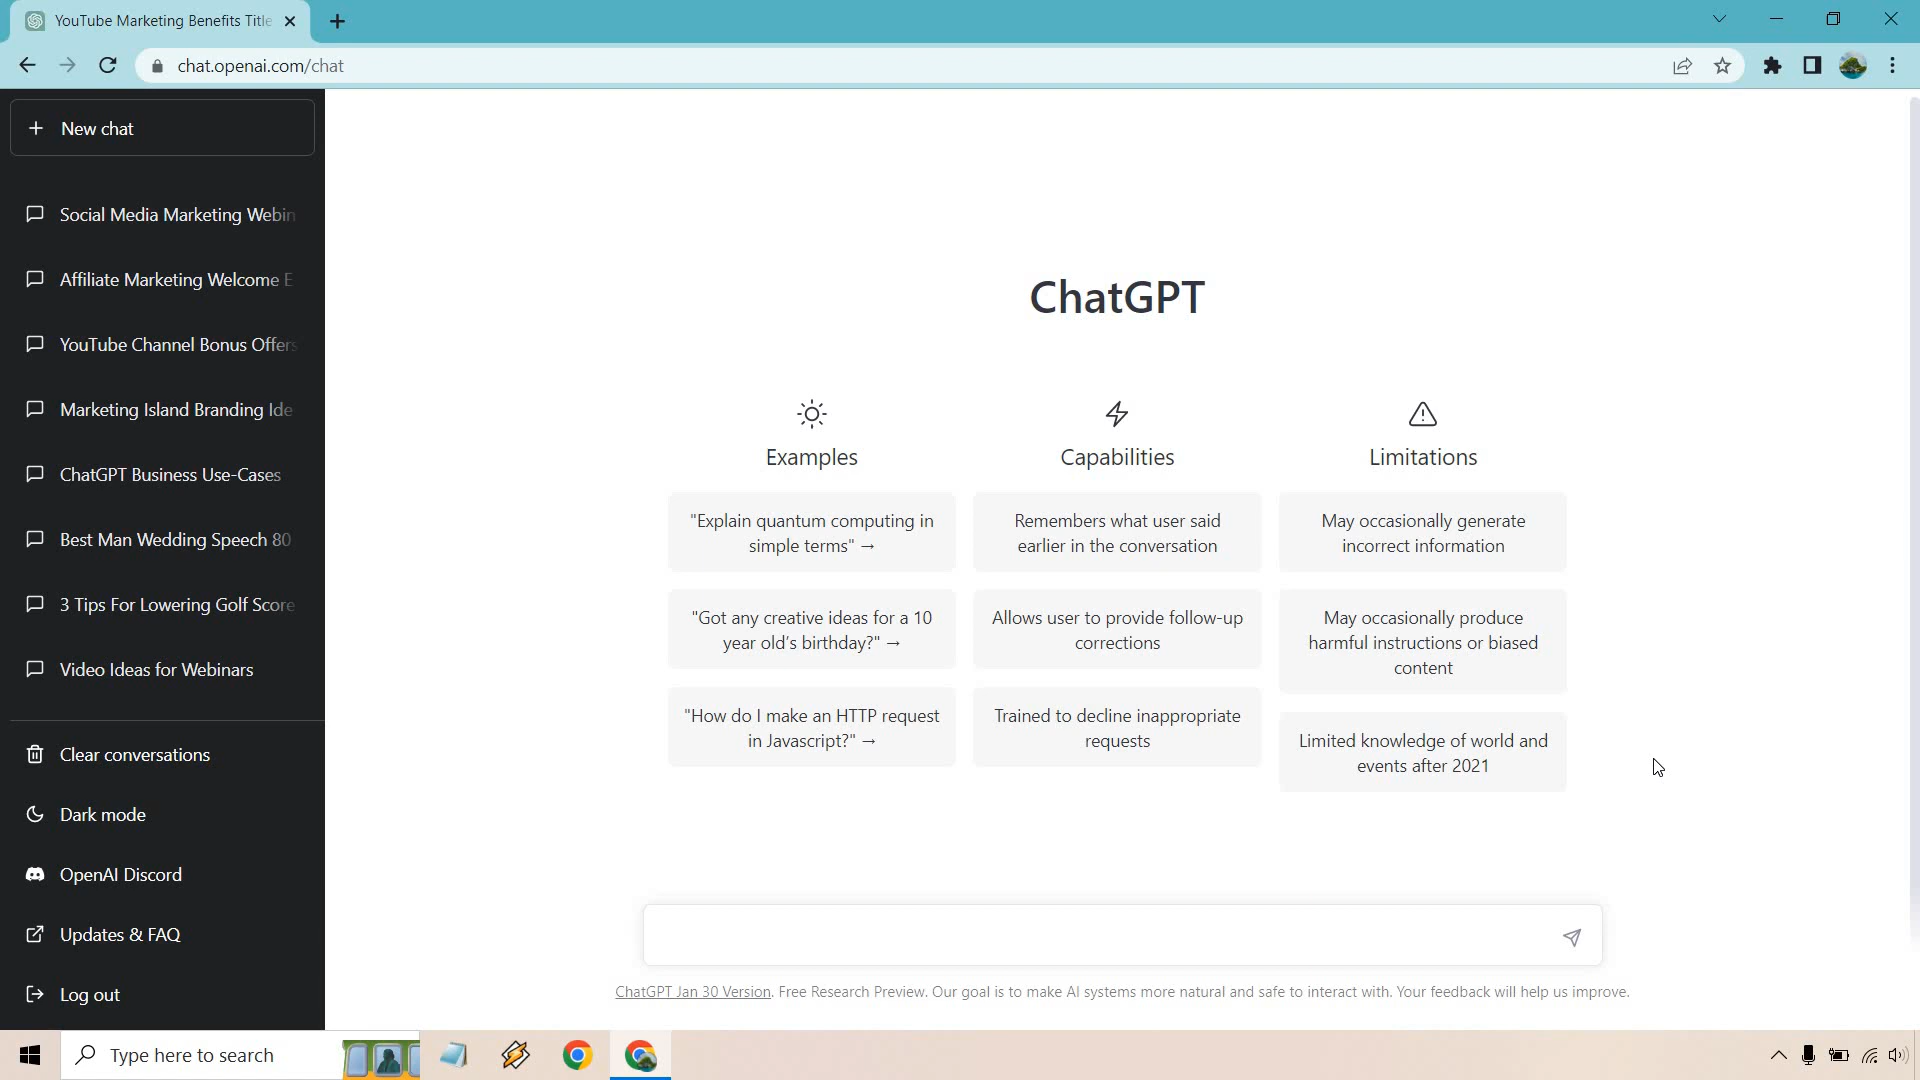 YouTube Marketing Benefits Title
chat.openai.com/chat
New chat
Social Media Marketing Webin
Affiliate Marketing Welcome E
YouTube Channel Bonus Offers
Marketing Island Branding Ide
ChatGPT Business Use-Cases
Best Man Wedding Speech 80
3 Tips For Lowering Golf Score
Video Ideas for Webinars
Clear conversations
Dark mode
OpenAI Discord
Updates & FAQ
Log out
ChatGPT
Examples
"Explain quantum computing in
simple terms" →
"Got any creative ideas for a 10
year old's birthday?" →
"How do I make an HTTP request
in Javascript?" →
Capabilities
Remembers what user said
earlier in the conversation
Allows user to provide follow-up
corrections
Trained to decline inappropriate
requests
Limitations
May occasionally generate
incorrect information
May occasionally produce
harmful instructions or biased
content
Limited knowledge of world and
events after 2021
ChatGPT Jan 30 Version. Free Research Preview. Our goal is to make AI systems more natural and safe to interact with. Your feedback will help us improve.
Type here to search